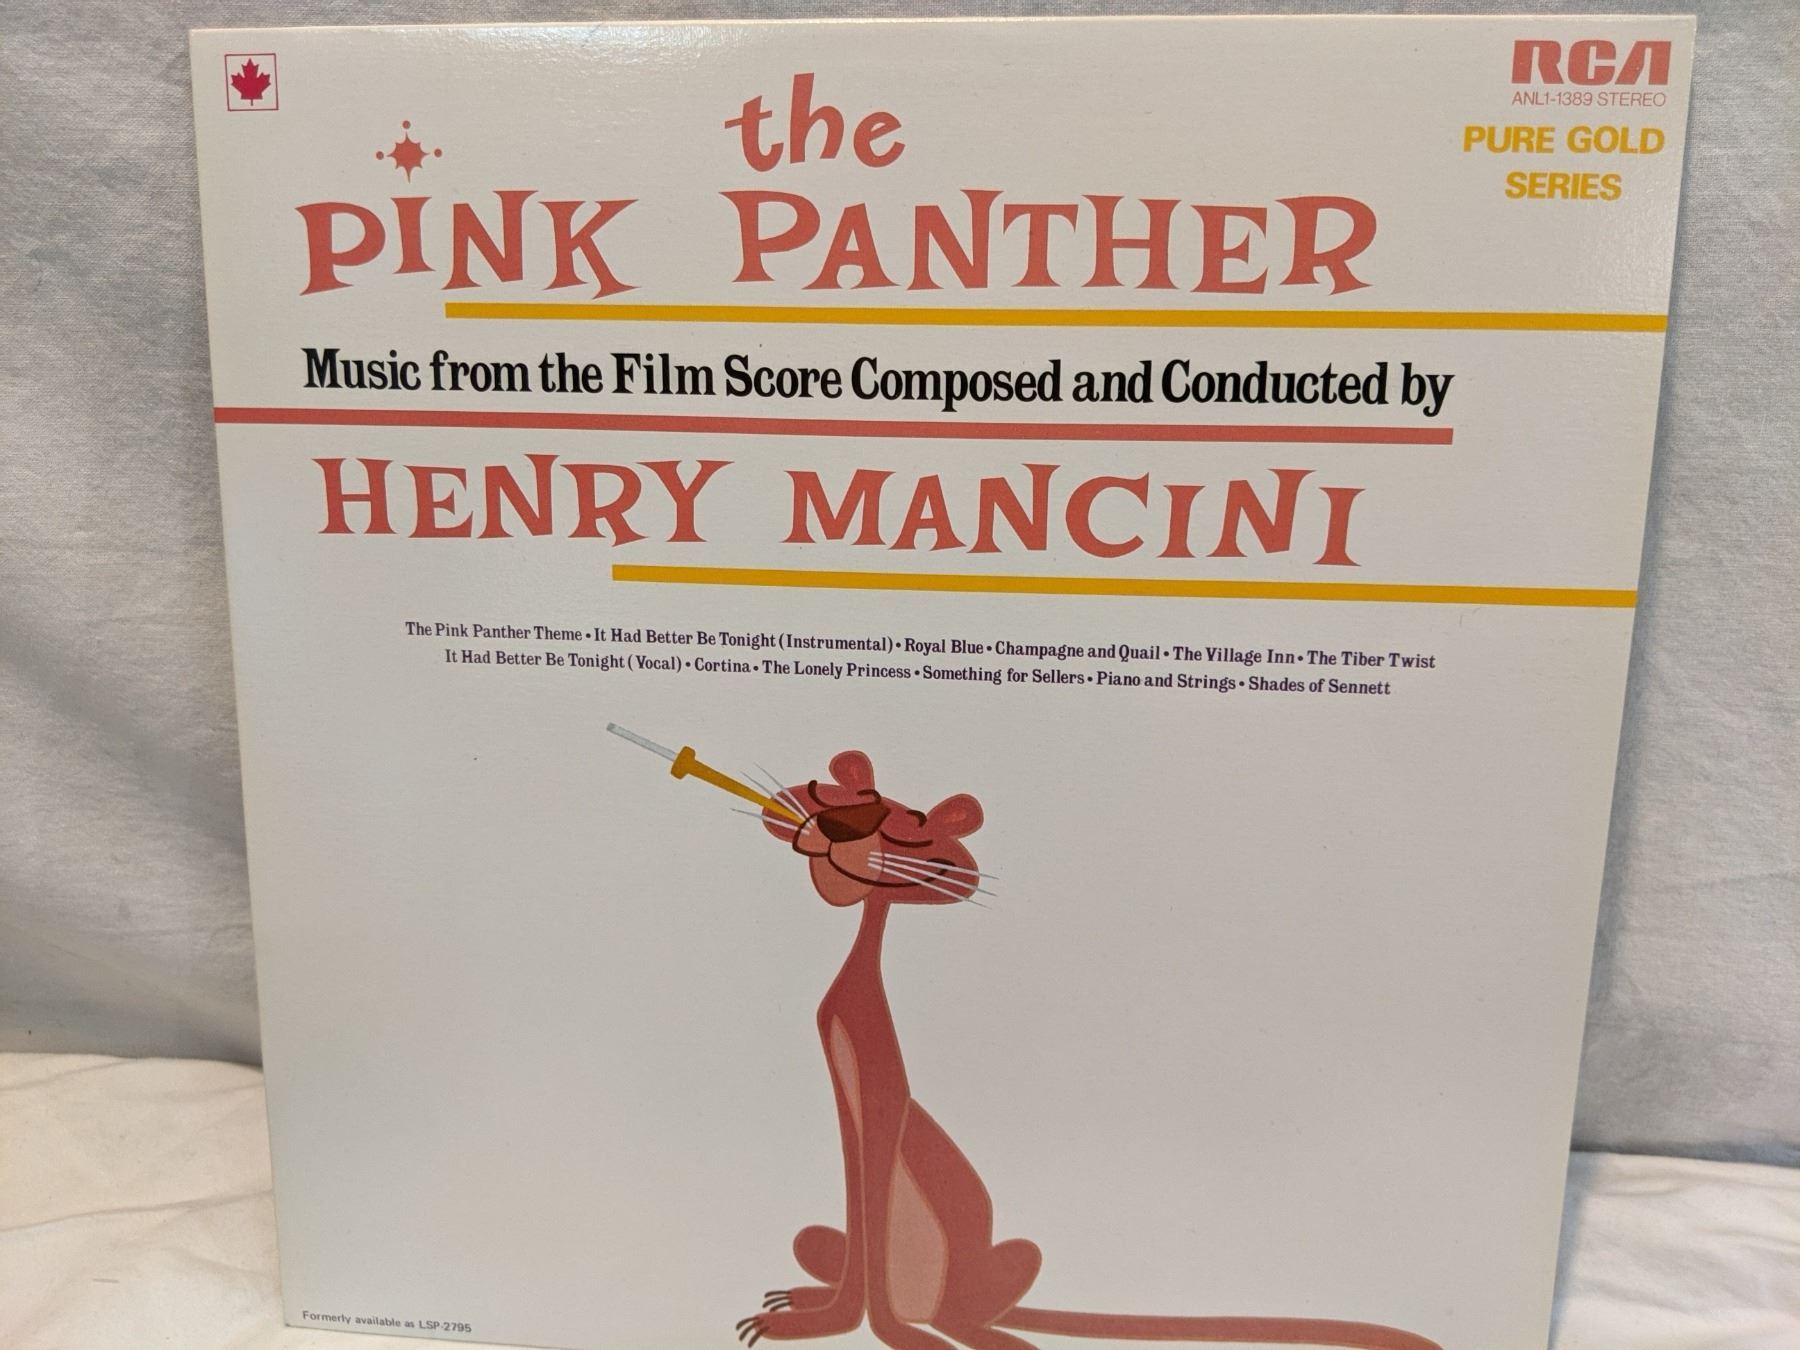 RCA
ANL1-1389 STEREO
PURE GOLD
SERIES
the
PINK PANTHER
Music from the Film Score Composed and Conducted by
HENRY MANCINI
The Pink Panther Theme • It Had Better Be Tonight (Instrumental) • Royal Blue • Champagne and Quail • The Village Inn • The Tiber Twist
It Had Better Be Tonight (Vocal) • Cortina • The Lonely Princess • Something for Sellers • Piano and Strings • Shades of Sennett
Formerly available as LSP-2795